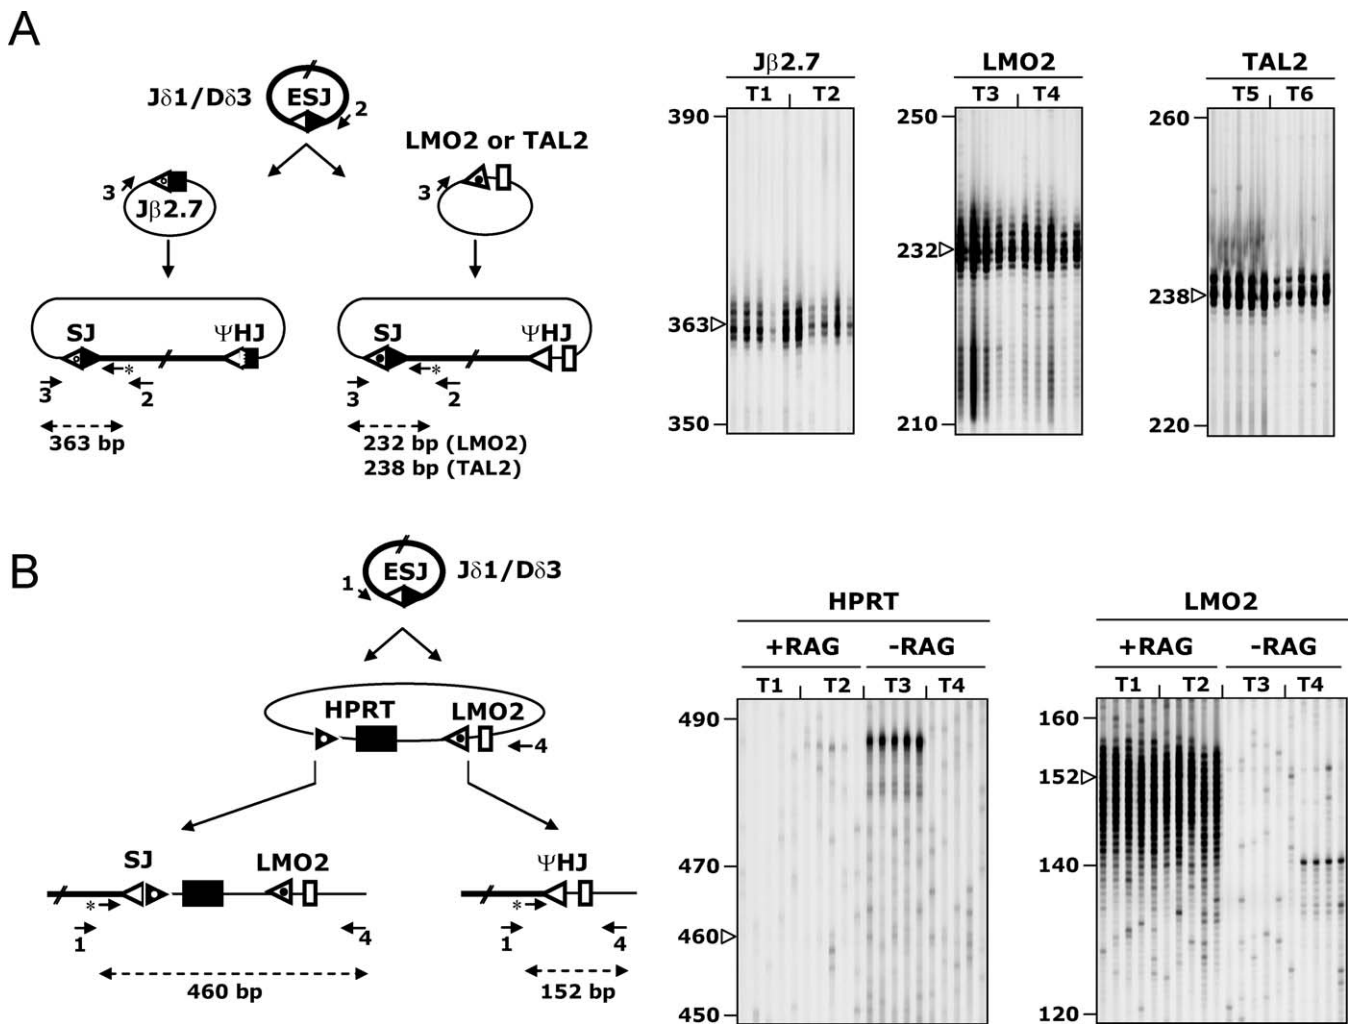 A
Jδ1/Dδ3
ESJ
2
LMO2 or TAL2
3
Jβ2.7
3
SJ
ΨHJ
*
3
2
363 bp
SJ
ΨHJ
*
3
2
232 bp (LMO2)
238 bp (TAL2)
Jβ2.7
T1 T2
390
363
350
LMO2
T3 T4
250
232
210
TAL2
T5 T6
260
238
220
B
1
ESJ
Jδ1/Dδ3
HPRT
LMO2
4
SJ
LMO2
*
1
4
460 bp
ΨHJ
*
1
4
152 bp
HPRT
+RAG -RAG
T1 T2 T3 T4
490
470
460
450
LMO2
+RAG -RAG
T1 T2 T3 T4
160
152
140
120